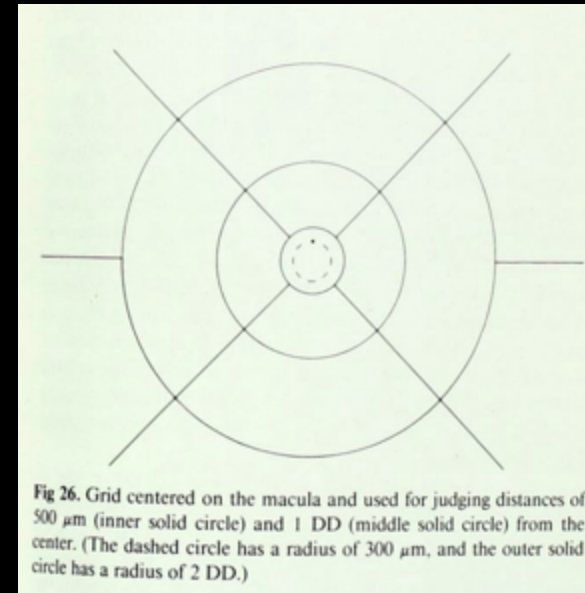 Fig 26. Grid centered on the macula and used for judging distances of
500 μm (inner solid circle) and 1 DD (middle solid circle) from the
center. (The dashed circle has a radius of 300 μm, and the outer solid
circle has a radius of 2 DD.)